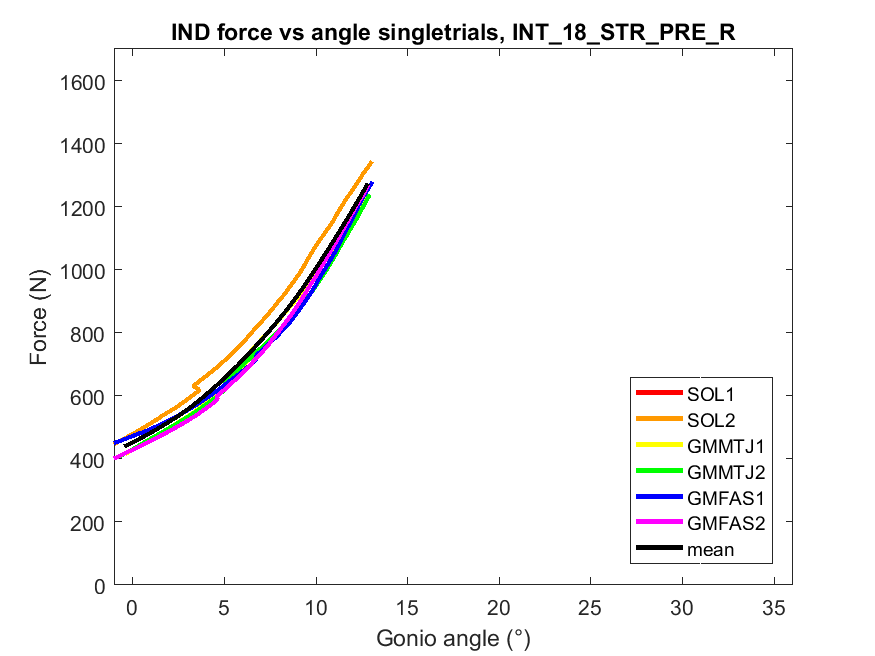 IND force vs angle singletrials, INT_18_STR_PRE_R
1600
1400
1200
1000
800
600
400
200
0
Force (N)
0 5 10 15 20 25 30 35
Gonio angle (°)
SOL1
SOL2
GMMTJ1
GMMTJ2
GMFAS1
GMFAS2
mean